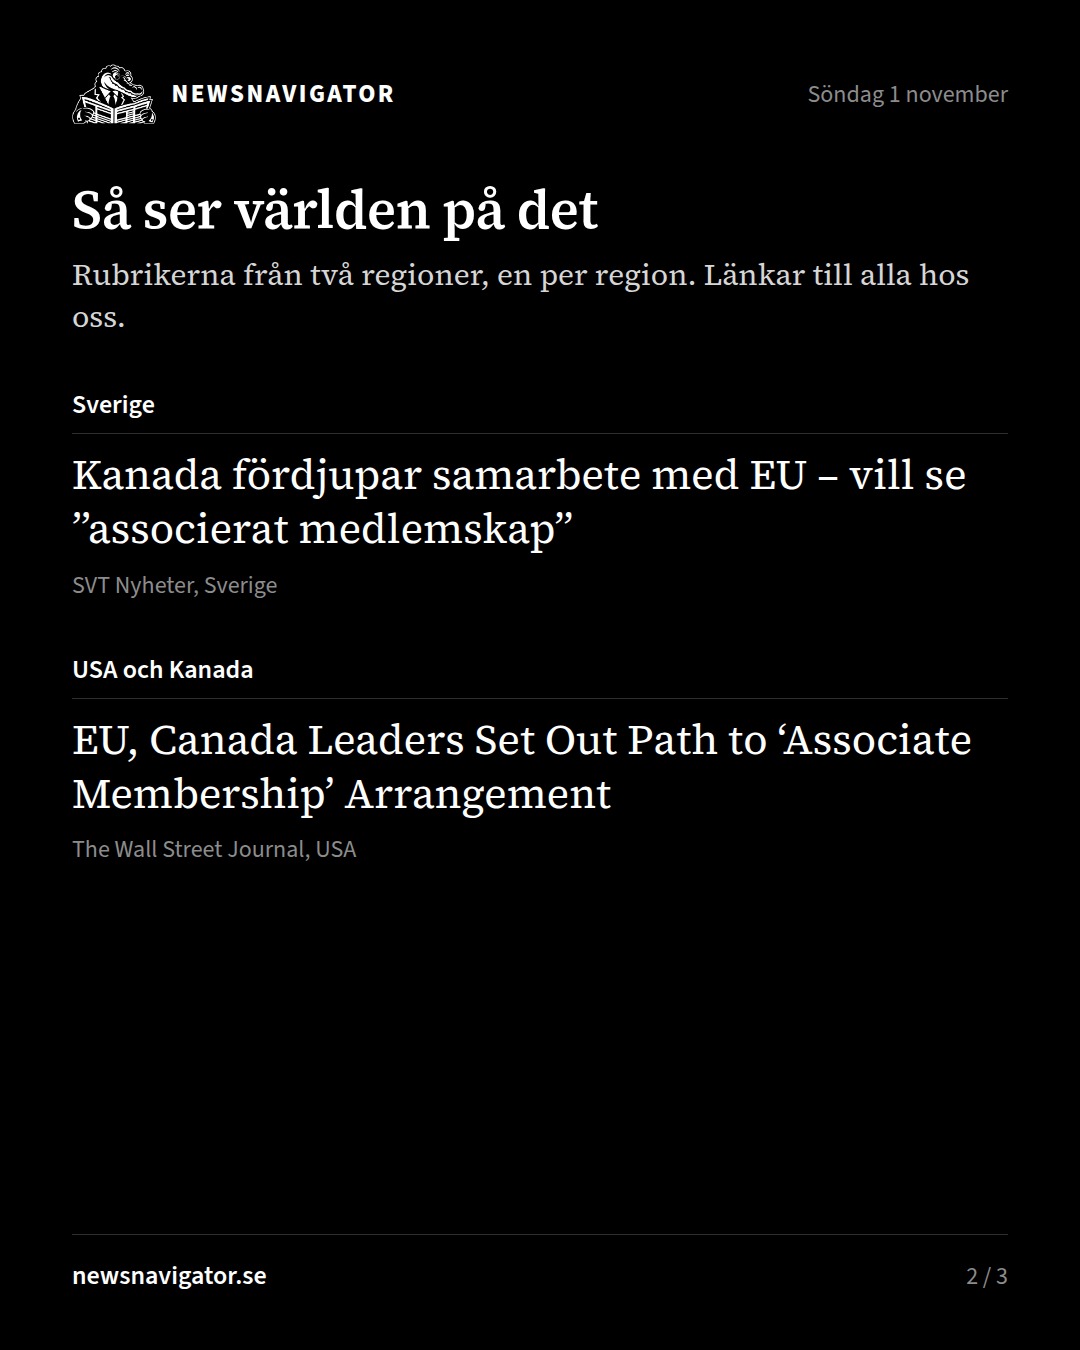 NEWSNAVIGATOR
Söndag 1 november
Så ser världen på det
Rubrikerna från två regioner, en per region. Länkar till alla hos
oss.
Sverige
Kanada fördjupar samarbete med EU – vill se
”associerat medlemskap”
SVT Nyheter, Sverige
USA och Kanada
EU, Canada Leaders Set Out Path to ‘Associate
Membership’ Arrangement
The Wall Street Journal, USA
newsnavigator.se
2 / 3